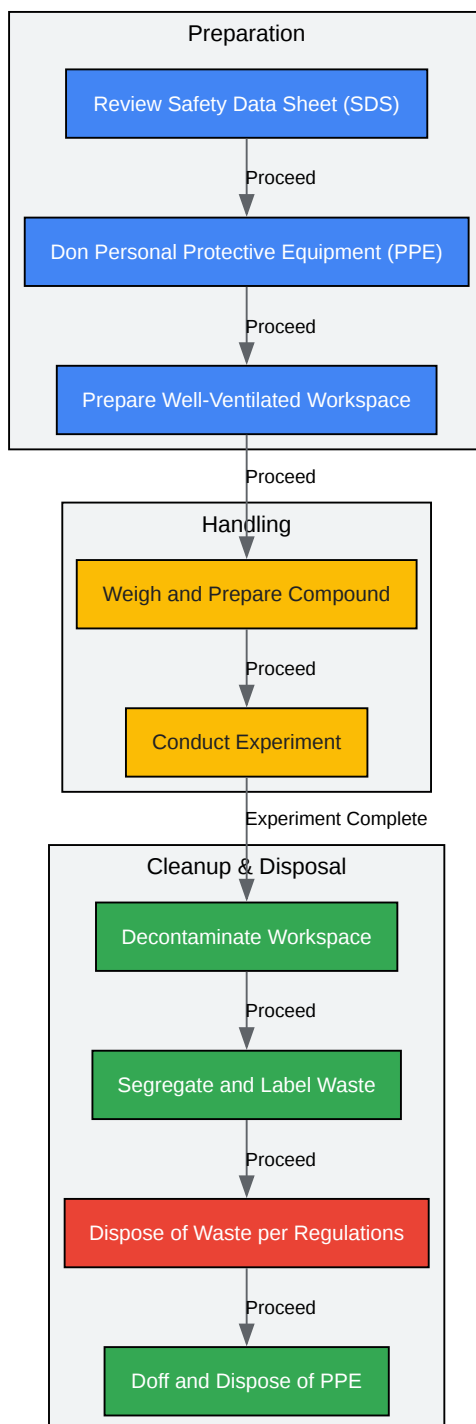 Preparation
Review Safety Data Sheet (SDS)
Proceed
Don Personal Protective Equipment (PPE)
Proceed
Prepare Well-Ventilated Workspace
Proceed
Handling
Weigh and Prepare Compound
Proceed
Conduct Experiment
Experiment Complete
Cleanup & Disposal
Decontaminate Workspace
Proceed
Segregate and Label Waste
Proceed
Dispose of Waste per Regulations
Proceed
Doff and Dispose of PPE